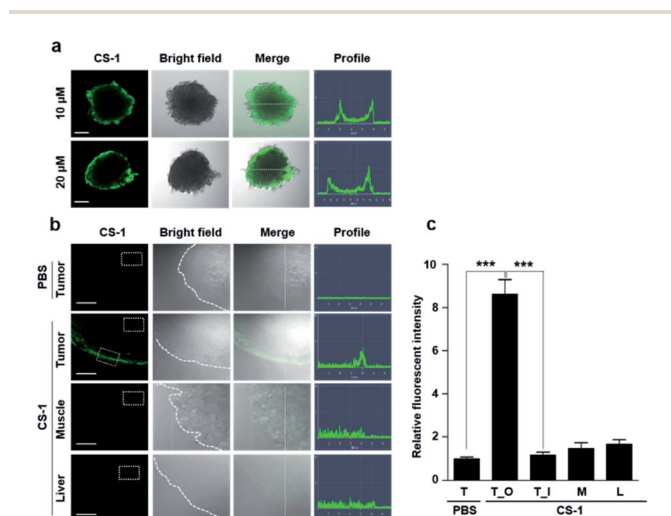 a
CS-1 Bright field Merge Profile
10 µM
20 µM
b
CS-1 Bright field Merge Profile
PBS
Tumor
CS-1
Tumor
Muscle
Liver
c
Relative fluorescent intensity
10
8
6
4
2
0
*** ***
T T_O T_I M L
PBS CS-1